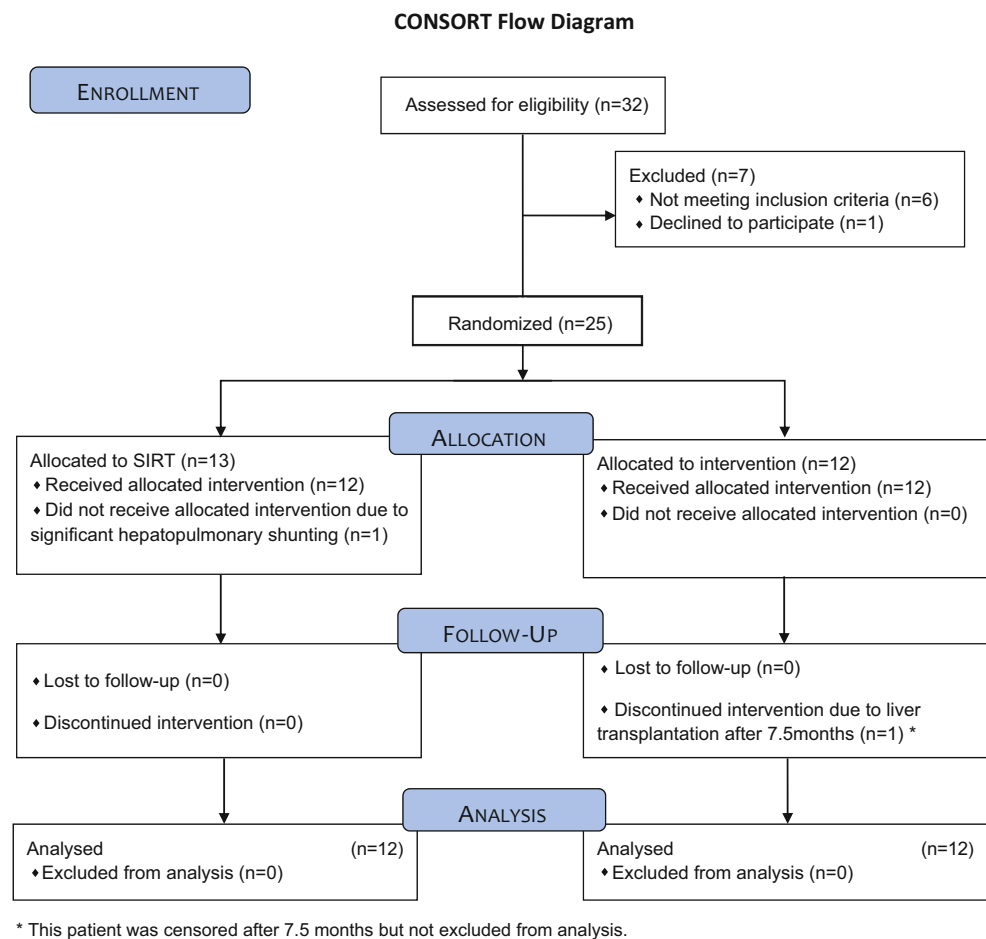 CONSORT Flow Diagram
ENROLLMENT
Assessed for eligibility (n=32)
Excluded (n=7)
♦ Not meeting inclusion criteria (n=6)
♦ Declined to participate (n=1)
Randomized (n=25)
ALLOCATION
Allocated to SIRT (n=13)
♦ Received allocated intervention (n=12)
♦ Did not receive allocated intervention due to
significant hepatopulmonary shunting (n=1)
Allocated to intervention (n=12)
♦ Received allocated intervention (n=12)
♦ Did not receive allocated intervention (n=0)
FOLLOW-UP
♦ Lost to follow-up (n=0)
♦ Discontinued intervention (n=0)
♦ Lost to follow-up (n=0)
♦ Discontinued intervention due to liver
transplantation after 7.5months (n=1) *
ANALYSIS
Analysed (n=12)
♦ Excluded from analysis (n=0)
Analysed (n=12)
♦ Excluded from analysis (n=0)
* This patient was censored after 7.5 months but not excluded from analysis.